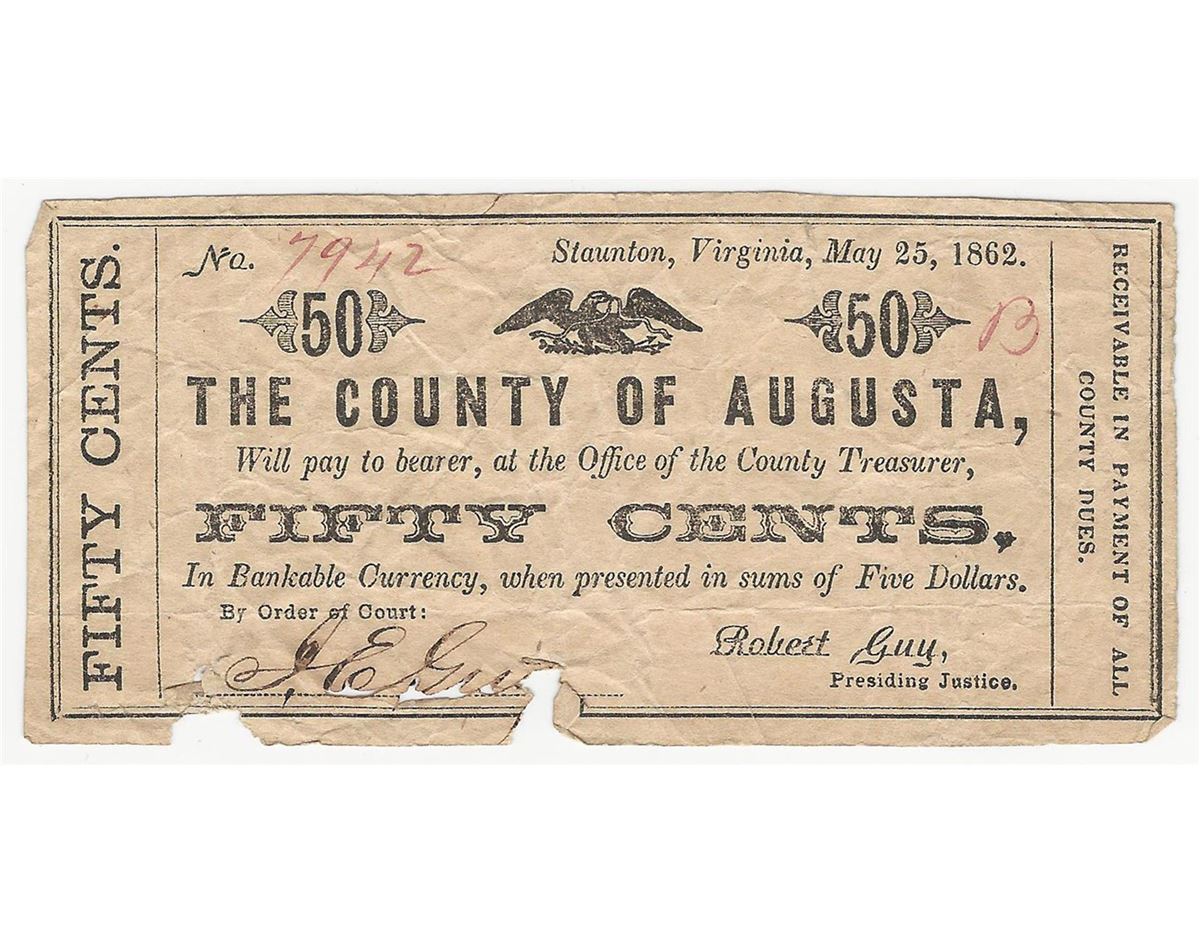 FIFTY CENTS.
No. 7942
Staunton, Virginia, May 25, 1862.
50
50
B
THE COUNTY OF AUGUSTA,
Will pay to bearer, at the Office of the County Treasurer,
FIFTY CENTS.
In Bankable Currency, when presented in sums of Five Dollars.
By Order of Court:
J. E. Guy
Robert Guy,
Presiding Justice.
RECEIVABLE IN PAYMENT OF ALL
COUNTY DUES.